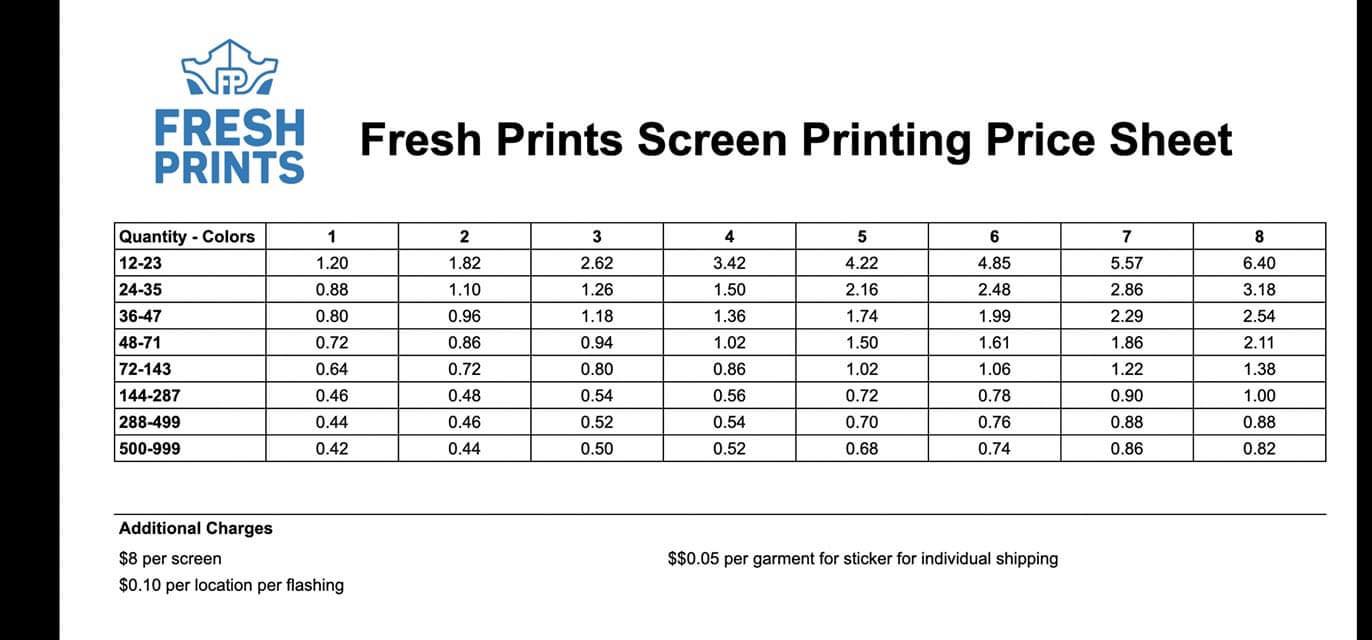 FP
FRESH
PRINTS
Fresh Prints Screen Printing Price Sheet
Quantity - Colors 1 2 3 4 5 6 7 8
12-23 1.20 1.82 2.62 3.42 4.22 4.85 5.57 6.40
24-35 0.88 1.10 1.26 1.50 2.16 2.48 2.86 3.18
36-47 0.80 0.96 1.18 1.36 1.74 1.99 2.29 2.54
48-71 0.72 0.86 0.94 1.02 1.50 1.61 1.86 2.11
72-143 0.64 0.72 0.80 0.86 1.02 1.06 1.22 1.38
144-287 0.46 0.48 0.54 0.56 0.72 0.78 0.90 1.00
288-499 0.44 0.46 0.52 0.54 0.70 0.76 0.88 0.88
500-999 0.42 0.44 0.50 0.52 0.68 0.74 0.86 0.82
Additional Charges
$8 per screen $$0.05 per garment for sticker for individual shipping
$0.10 per location per flashing